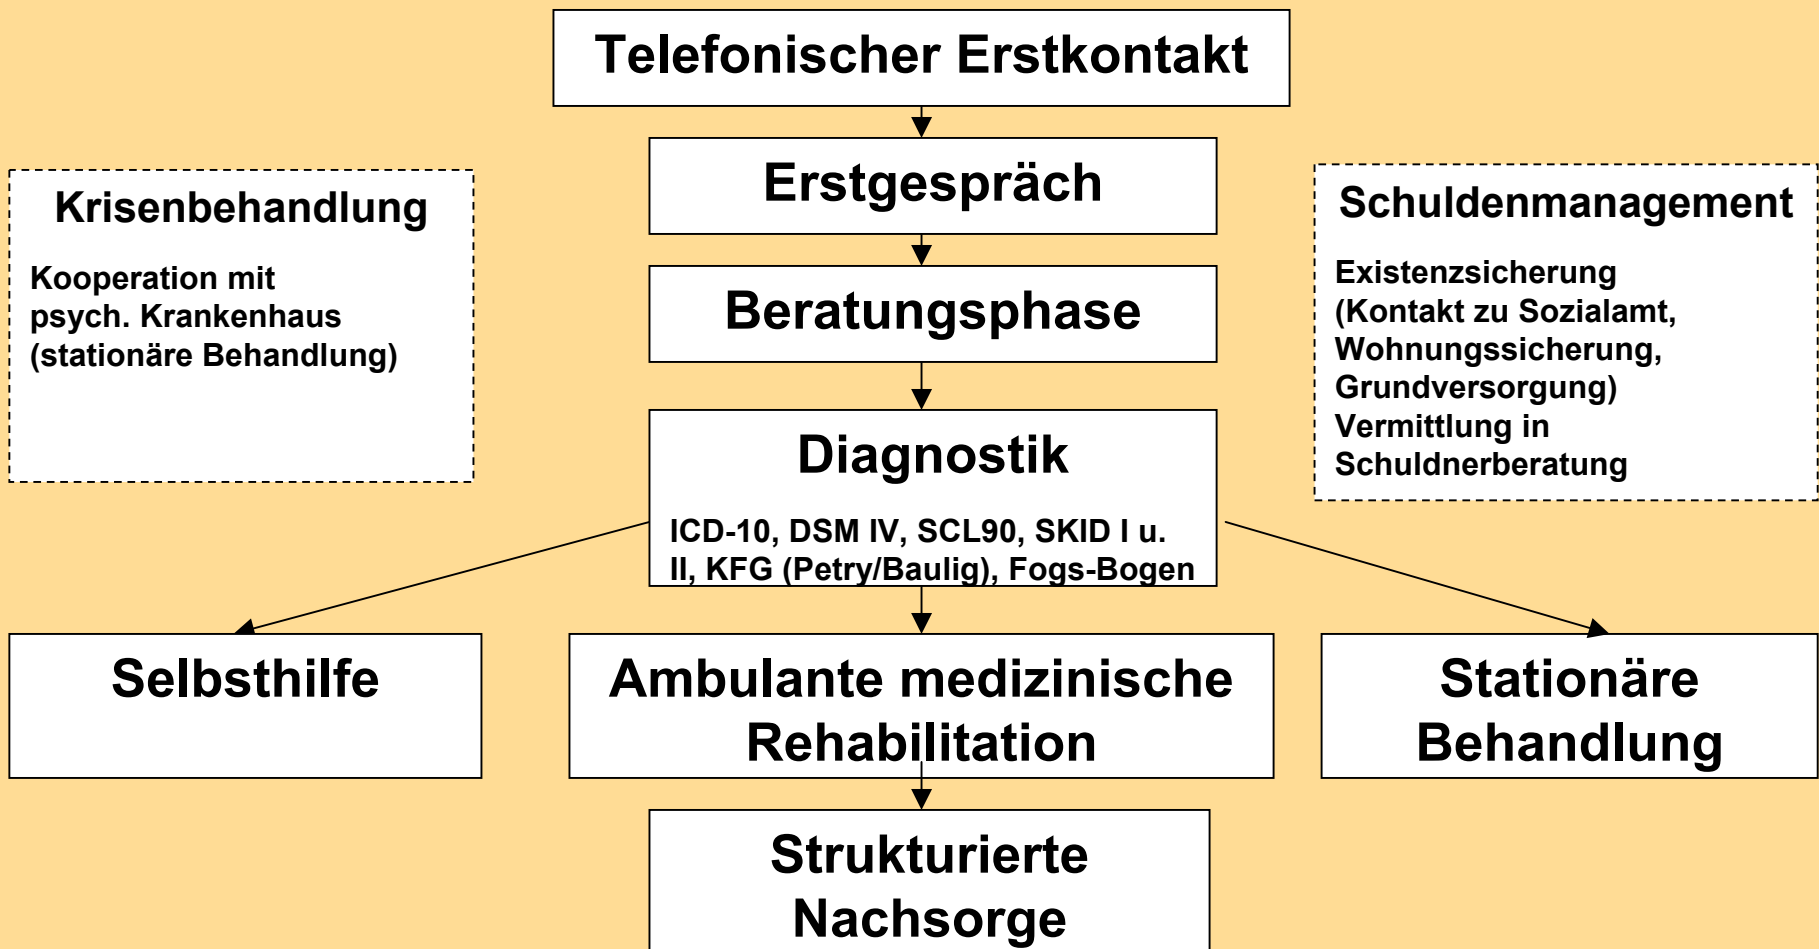 Telefonischer Erstkontakt
Erstgespräch
Krisenbehandlung
Kooperation mit
psych. Krankenhaus
(stationäre Behandlung)
Schuldenmanagement
Existenzsicherung
(Kontakt zu Sozialamt,
Wohnungssicherung,
Grundversorgung)
Vermittlung in
Schuldnerberatung
Beratungsphase
Diagnostik
ICD-10, DSM IV, SCL90, SKID I u.
II, KFG (Petry/Baulig), Fogs-Bogen
Selbsthilfe
Ambulante medizinische
Rehabilitation
Stationäre
Behandlung
Strukturierte
Nachsorge